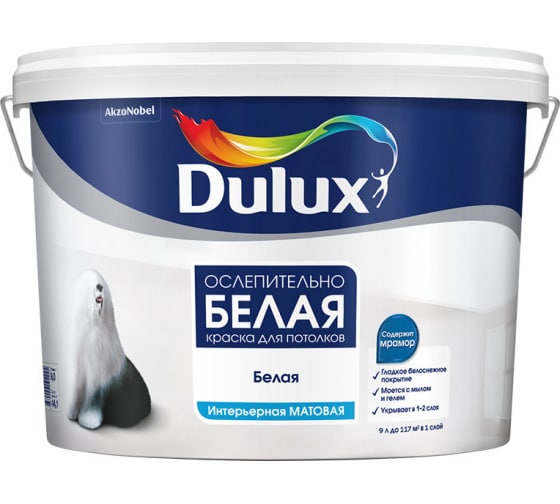 AkzoNobel
Dulux
ОСЛЕПИТЕЛЬНО
БЕЛАЯ
краска для потолков
Белая
Интерьерная МАТОВАЯ
Содержит
мрамор
Гладкое белоснежное
покрытие
Моется с мылом
и гелем
Укрывает в 1-2 слоя
9 л до 117 м² в 1 слой